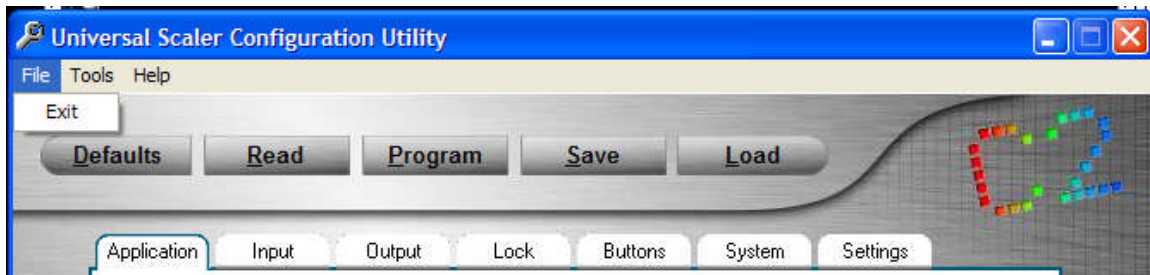 Universal Scaler Configuration Utility
File Tools Help
Exit
Defaults Read Program Save Load
C2
Application Input Output Lock Buttons System Settings